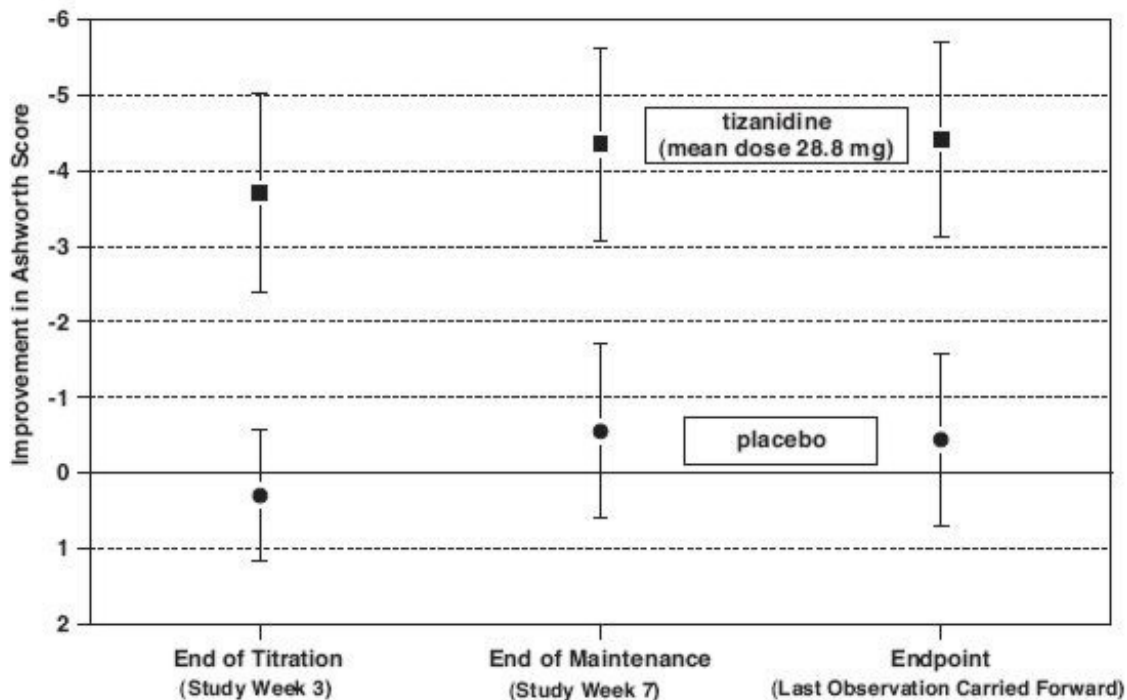 Improvement in Ashworth Score
-6
-5
-4
-3
-2
-1
0
1
2
tizanidine
(mean dose 28.8 mg)
placebo
End of Titration
(Study Week 3)
End of Maintenance
(Study Week 7)
Endpoint
(Last Observation Carried Forward)